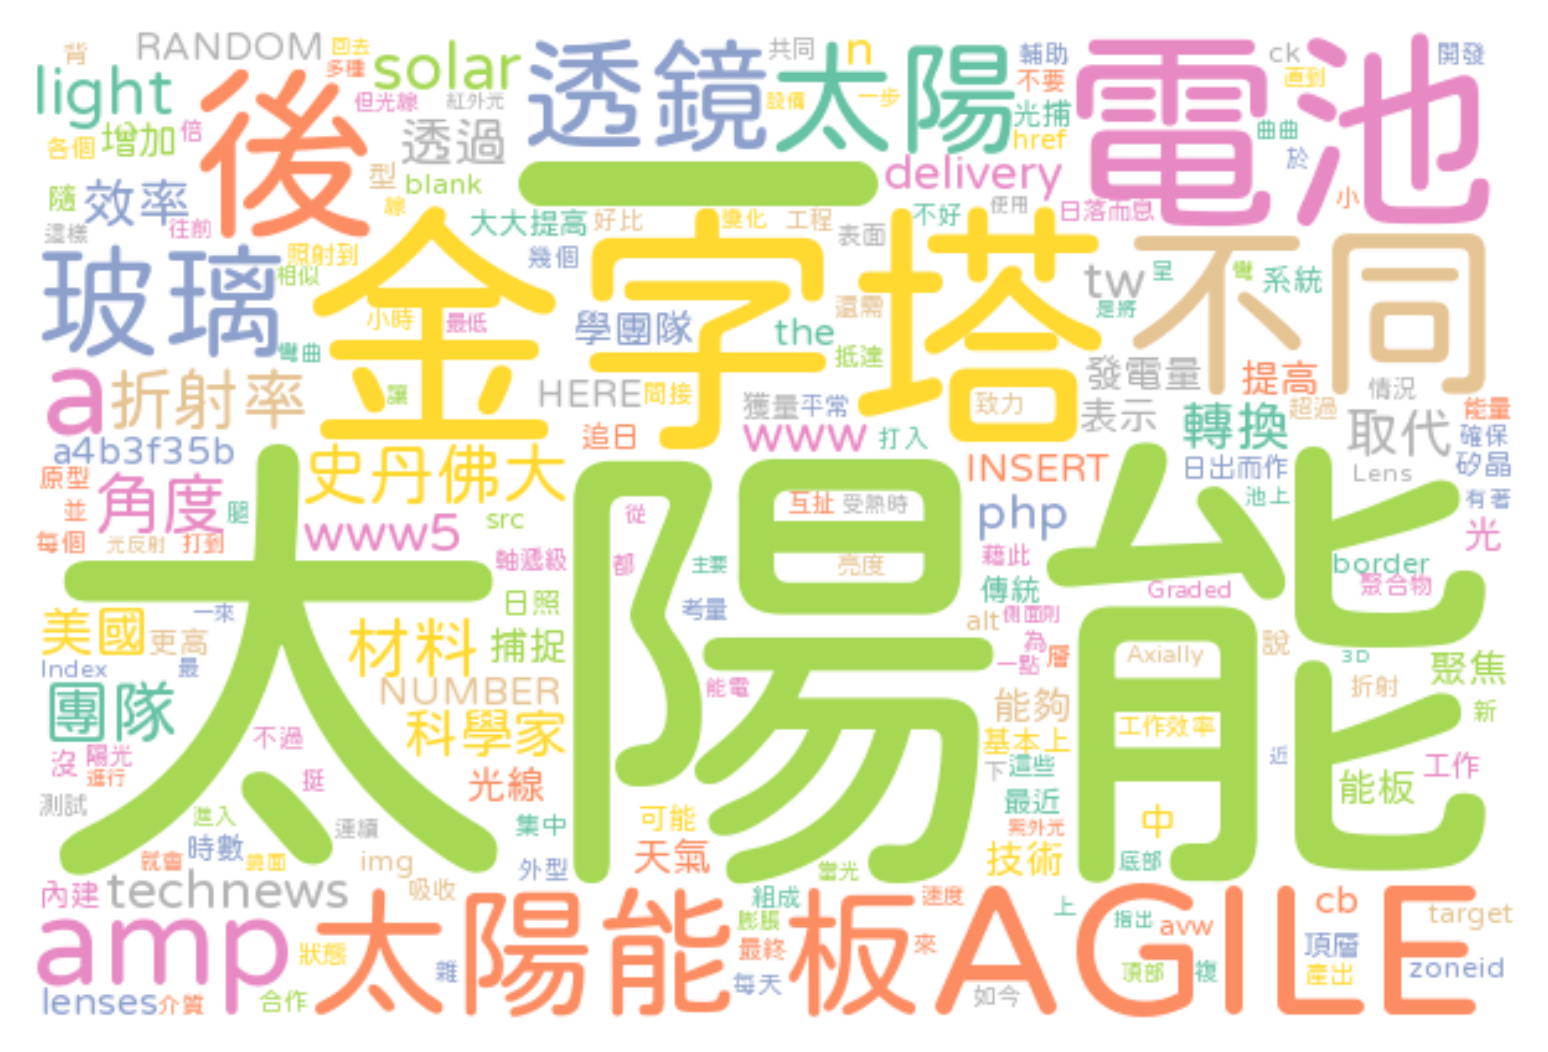 背 RANDOM 回去 solar 透鏡 共同 太陽 n 輔助 電池 ck 開發
light 多種 但光線 紅外光 設備 一步 不要 直到
各個 增加 倍 後 透過 光捕 href 曲曲 於
隨 效率 型 blank 一 delivery 小
這樣 往前 線 大大提高 好比 變化 工程 表面 不好 使用 日落而息
玻璃 照射到 相似 金字塔 幾個 tw 呈 彎 系統 不同
彎曲 小時 最低 學團隊 the 還需 抵達 是將
a 折射率 讓 HERE 間接 獲量 平常 致力 發電量 提高 情況
a4b3f35b 追日 www 打入 表示 轉換 超過 取代 能量 確保
原型 角度 腿 史丹佛大 INSERT 日出而作 Lens 矽晶
並 www5 src 從 互扯 受熱時 php 池上 有著
每個 光反射 打到 軸遞級 都 主要 亮度 藉此 光
太陽能 Graded border 聚合物
美國 一來 日照 考量 傳統 alt 側面則
更高 材料 捕捉 為 一點 層 Axially 說 3D 聚焦
Index 最 NUMBER 能電 能夠 折射 新
團隊 不過 科學家 基本上 工作效率
沒 陽光 進行 挺 光線 下 這些 近 能板 工作
測試 進入 連續 集中 可能 最近 紫外光 中
就會 時數 鏡面 img 外型 天氣 當光 技術 底部
內建 technews 吸收 組成 速度 上 指出 avw cb target
amp 狀態 雜 太陽能板 膨脹 最終 來 AGILE 頂層
lenses 介質 合作 每天 如今 頂部 複 產出 zoneid